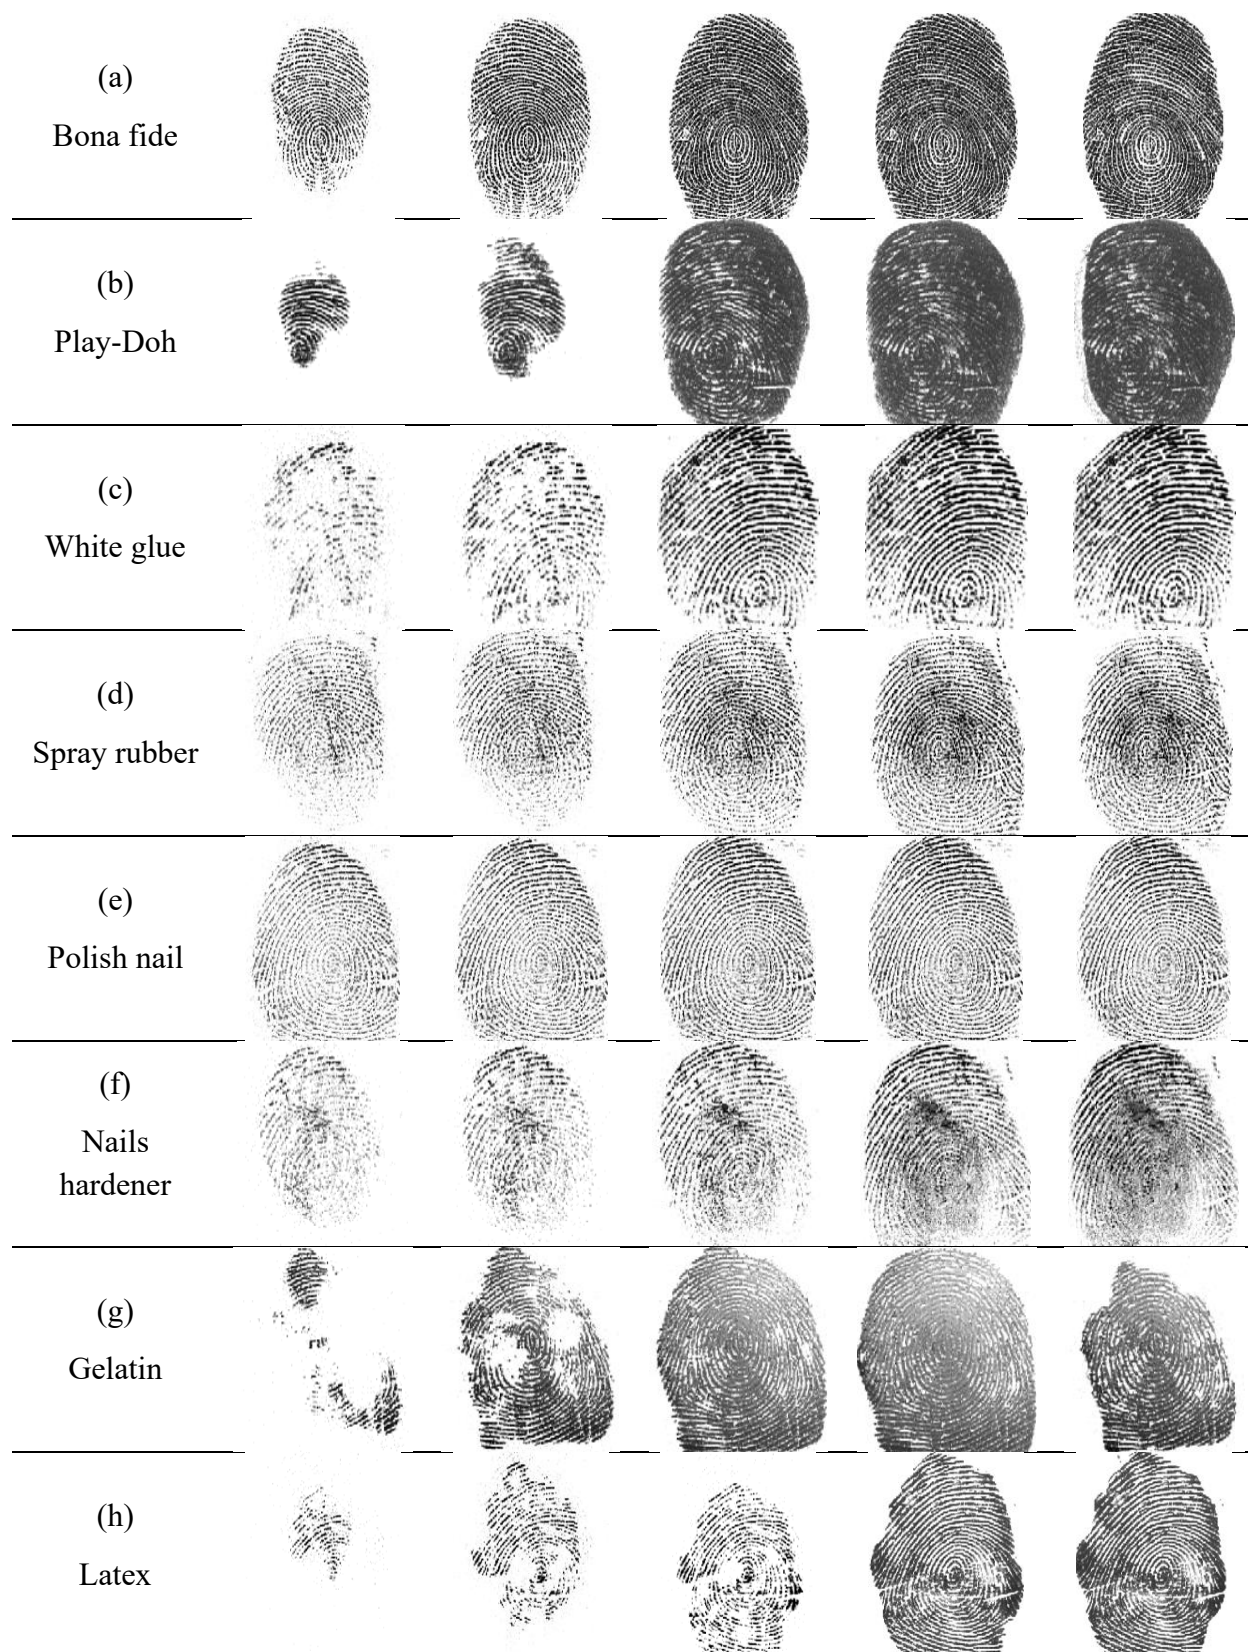 (a)
Bona fide
(b)
Play-Doh
(c)
White glue
(d)
Spray rubber
(e)
Polish nail
(f)
Nails
hardener
(g)
Gelatin
(h)
Latex